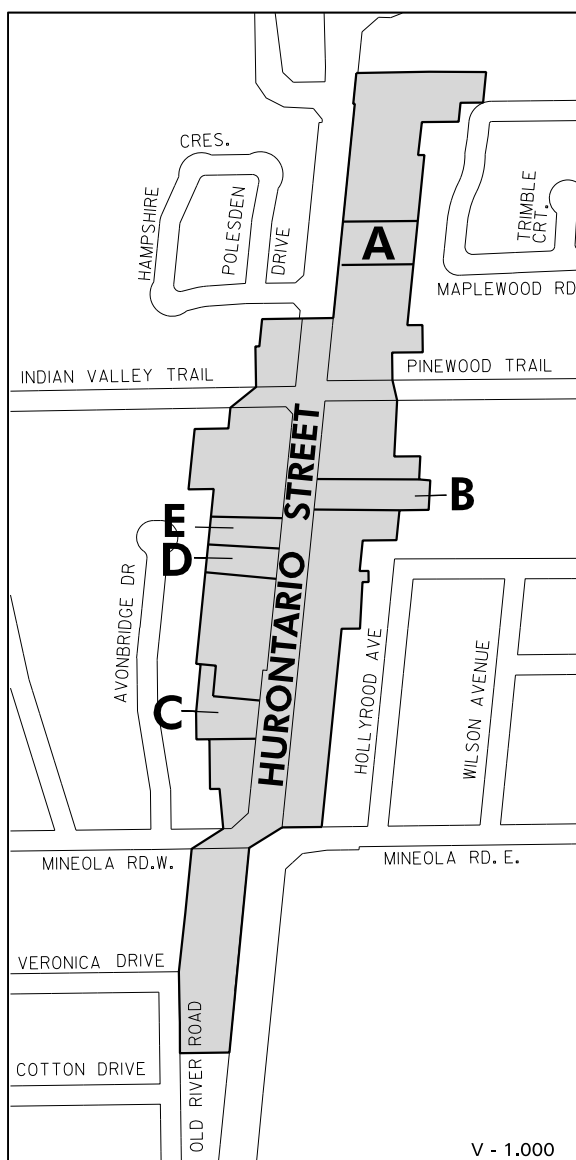 CRES.
HAMPSHIRE
POLESDEN
DRIVE
TRIMBLE
CRT.
A
MAPLEWOOD RD
INDIAN VALLEY TRAIL
PINEWOOD TRAIL
HURONTARIO STREET
B
E
D
AVONBRIDGE DR
C
HOLLYROOD AVE
WILSON AVENUE
MINEOLA RD.W.
MINEOLA RD. E.
VERONICA DRIVE
OLD RIVER ROAD
COTTON DRIVE
V - 1.000